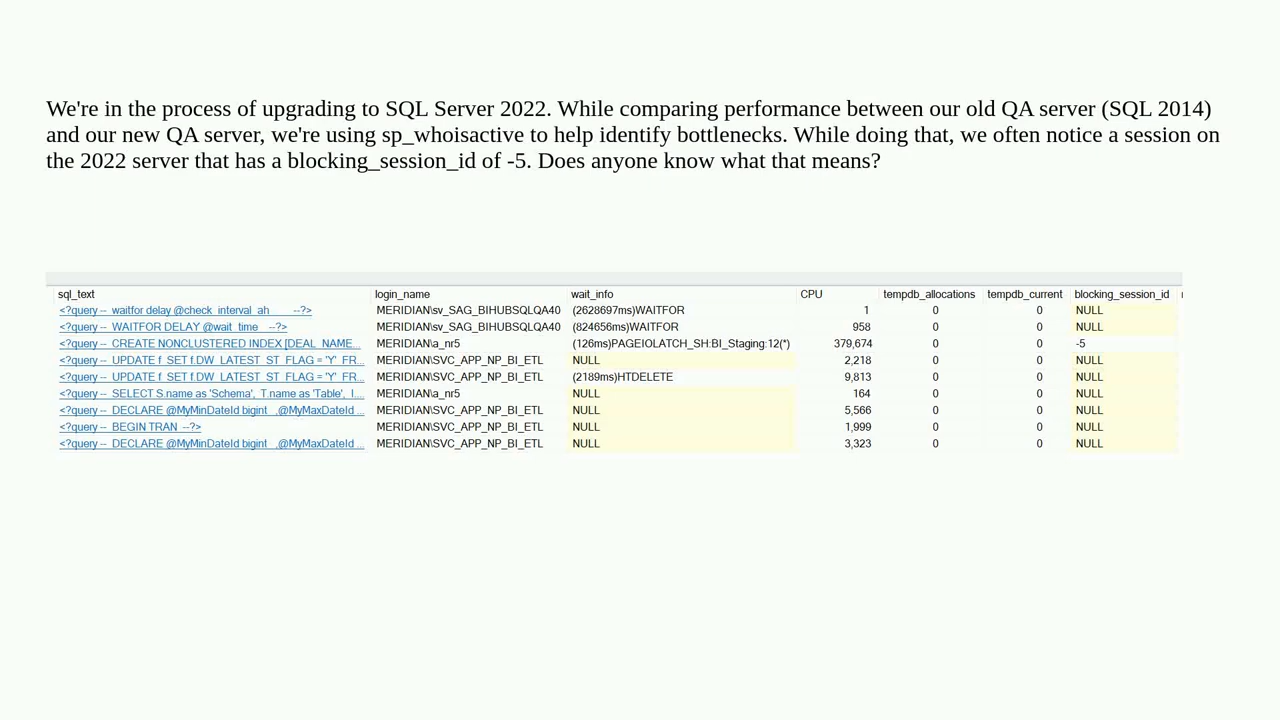 We're in the process of upgrading to SQL Server 2022. While comparing performance between our old QA server (SQL 2014)
and our new QA server, we're using sp_whoisactive to help identify bottlenecks. While doing that, we often notice a session on
the 2022 server that has a blocking_session_id of -5. Does anyone know what that means?
sql_text login_name wait_info CPU tempdb_allocations tempdb_current blocking_session_id
<?query -- waitfor delay @check_interval_ah --?> MERIDIAN\sv_SAG_BIHUBSQLQA40 (2628697ms)WAITFOR 1 0 0 NULL
<?query -- WAITFOR DELAY @wait_time --?> MERIDIAN\sv_SAG_BIHUBSQLQA40 (824656ms)WAITFOR 958 0 0 NULL
<?query -- CREATE NONCLUSTERED INDEX [DEAL_NAME... MERIDIAN\a_nr5 (126ms)PAGEIOLATCH_SH:BI_Staging:12(*) 379,674 0 0 -5
<?query -- UPDATE f SET f.DW_LATEST_ST_FLAG = 'Y' FR... MERIDIAN\SVC_APP_NP_BI_ETL NULL 2,218 0 0 NULL
<?query -- UPDATE f SET f.DW_LATEST_ST_FLAG = 'Y' FR... MERIDIAN\SVC_APP_NP_BI_ETL (2189ms)HTDELETE 9,813 0 0 NULL
<?query -- SELECT S.name as 'Schema', T.name as 'Table', I.... MERIDIAN\a_nr5 NULL 164 0 0 NULL
<?query -- DECLARE @MyMinDateId bigint ,@MyMaxDateId ... MERIDIAN\SVC_APP_NP_BI_ETL NULL 5,566 0 0 NULL
<?query -- BEGIN TRAN --?> MERIDIAN\SVC_APP_NP_BI_ETL NULL 1,999 0 0 NULL
<?query -- DECLARE @MyMinDateId bigint ,@MyMaxDateId ... MERIDIAN\SVC_APP_NP_BI_ETL NULL 3,323 0 0 NULL